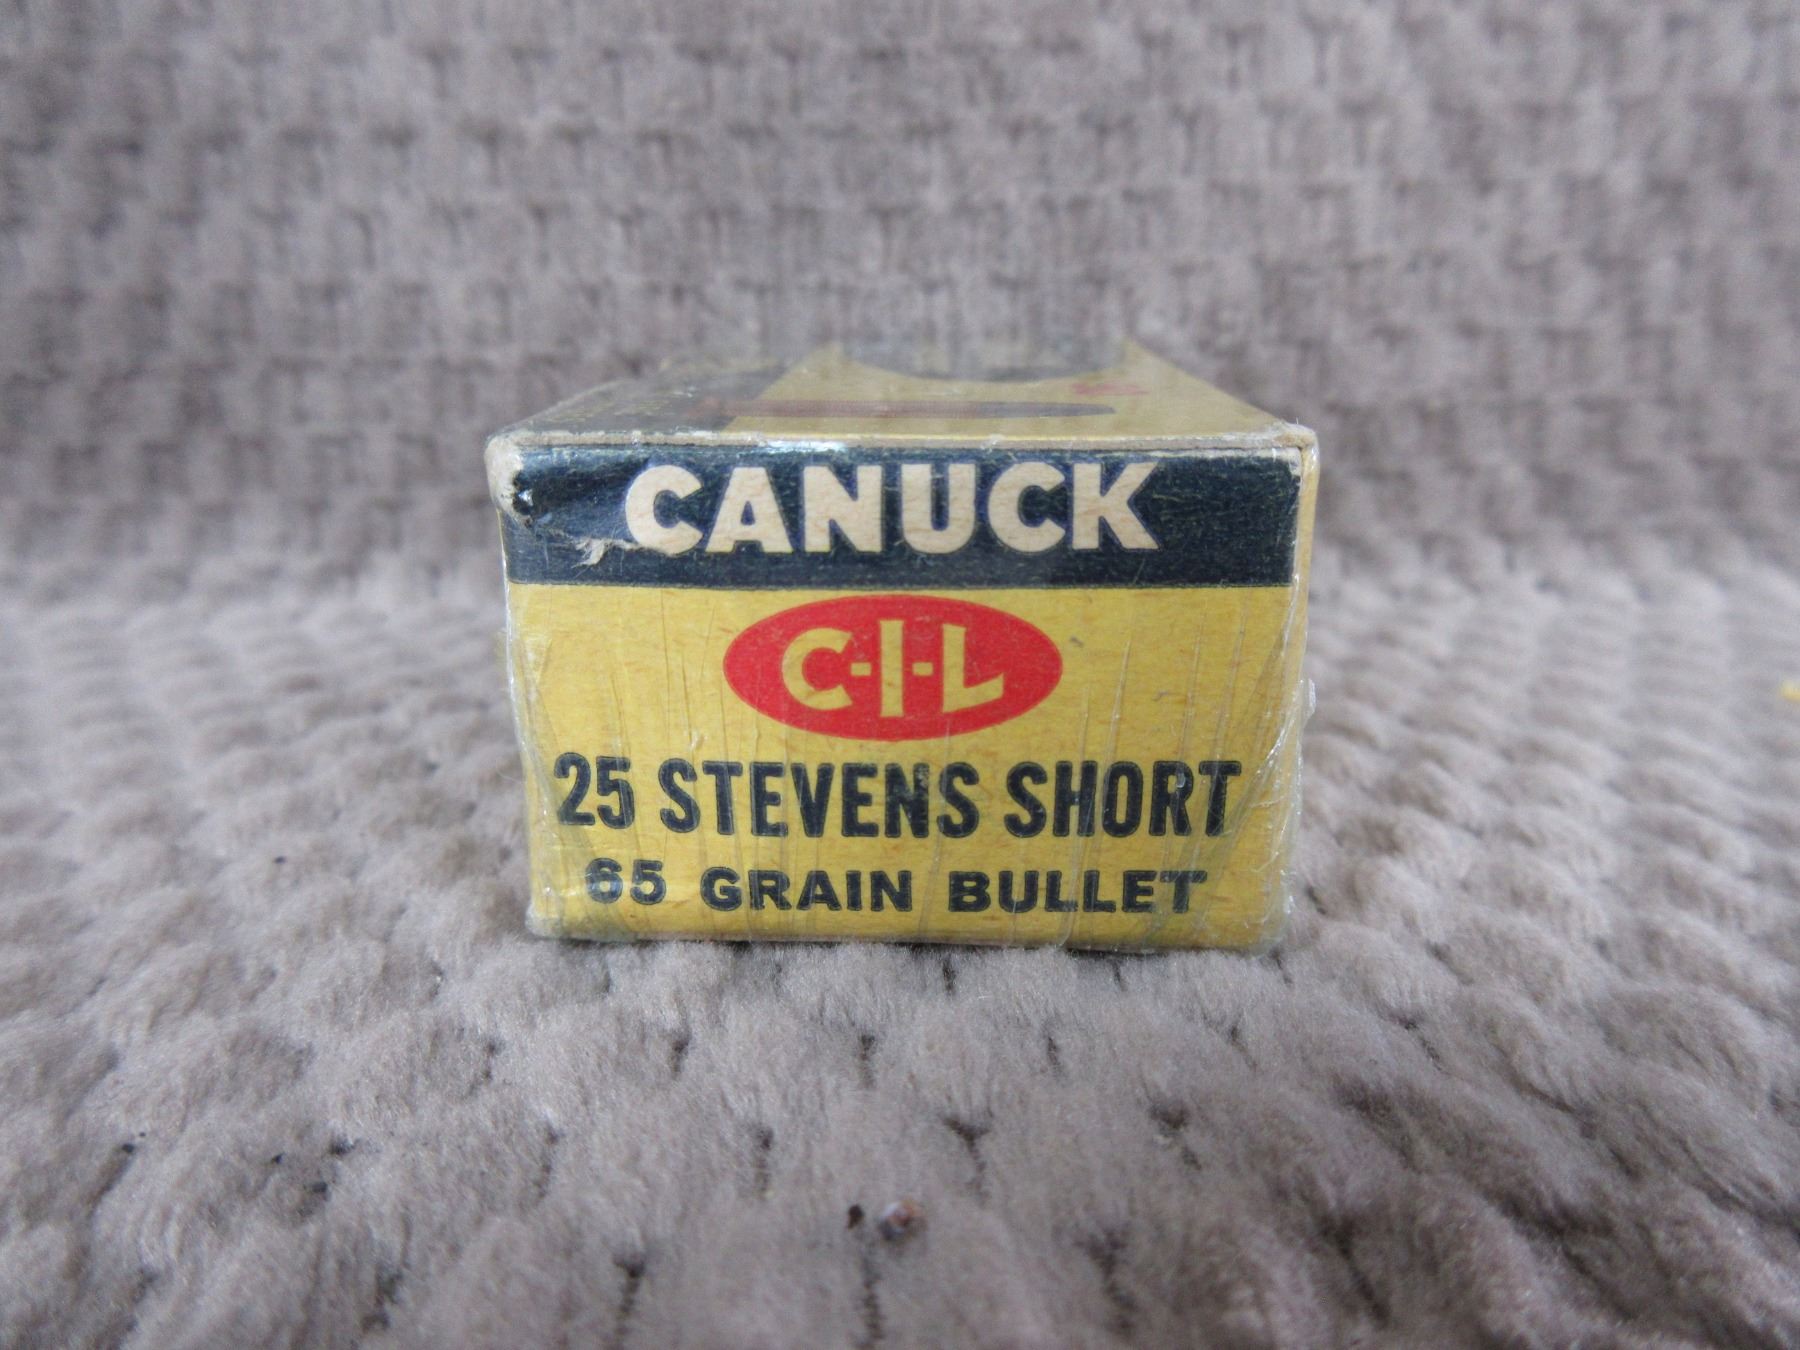 CANUCK
C-I-L
25 STEVENS SHORT
65 GRAIN BULLET